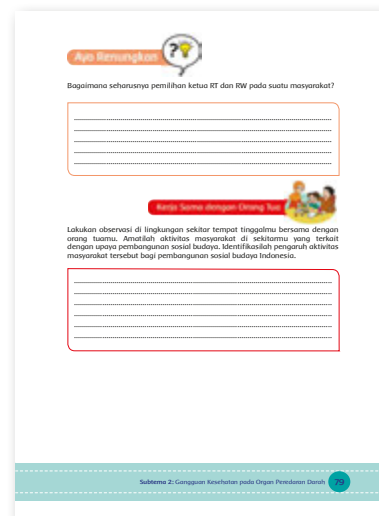 Ayo Renungkan
Bagaimana seharusnya pemilihan ketua RT dan RW pada suatu masyarakat?
Kerja Sama dengan Orang Tua
Lakukan observasi di lingkungan sekitar tempat tinggalmu bersama dengan
orang tuamu. Amatilah aktivitas masyarakat di sekitarmu yang terkait
dengan upaya pembangunan sosial budaya. Identifikasilah pengaruh aktivitas
masyarakat tersebut bagi pembangunan sosial budaya Indonesia.
Subtema 2: Gangguan Kesehatan pada Organ Peredaran Darah 79